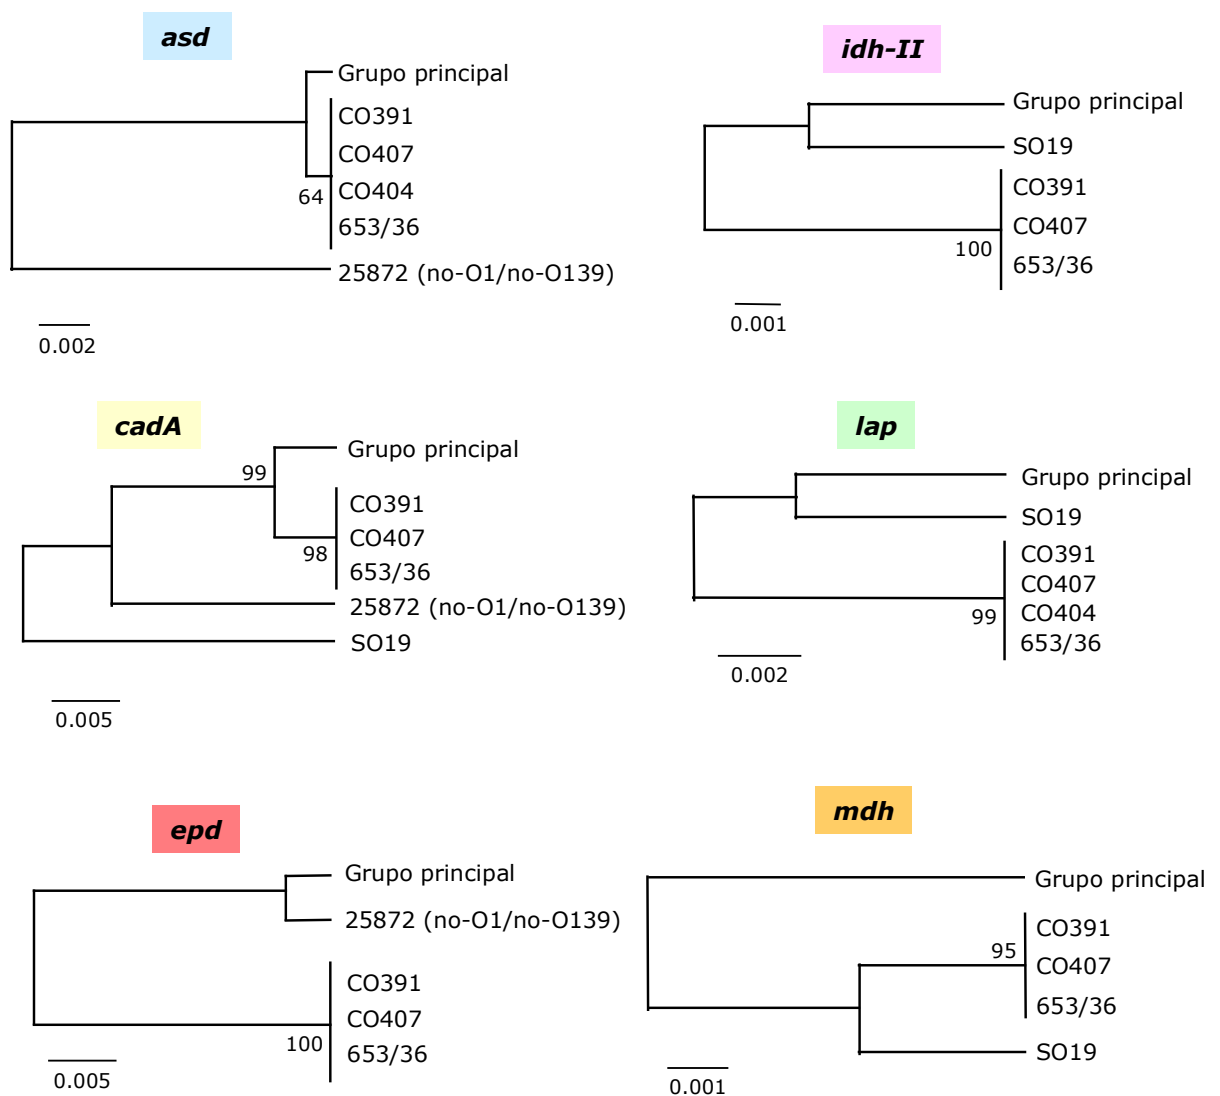 asd
Grupo principal
CO391
CO407
CO404
64
653/36
25872 (no-O1/no-O139)
0.002
idh-II
Grupo principal
SO19
CO391
CO407
100
653/36
0.001
cadA
Grupo principal
99
CO391
CO407
98
653/36
25872 (no-O1/no-O139)
SO19
0.005
lap
Grupo principal
SO19
CO391
CO407
CO404
99
653/36
0.002
epd
Grupo principal
25872 (no-O1/no-O139)
CO391
CO407
100
653/36
0.005
mdh
Grupo principal
CO391
95
CO407
653/36
SO19
0.001